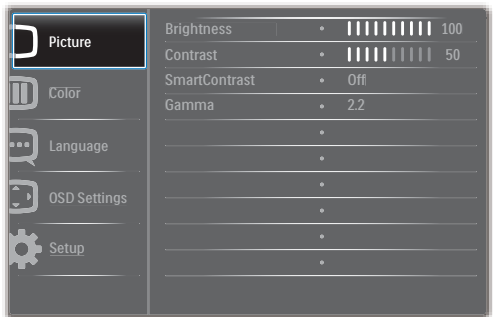 Picture
Color
Language
OSD Settings
Setup
Brightness 100
Contrast 50
SmartContrast Off
Gamma 2.2